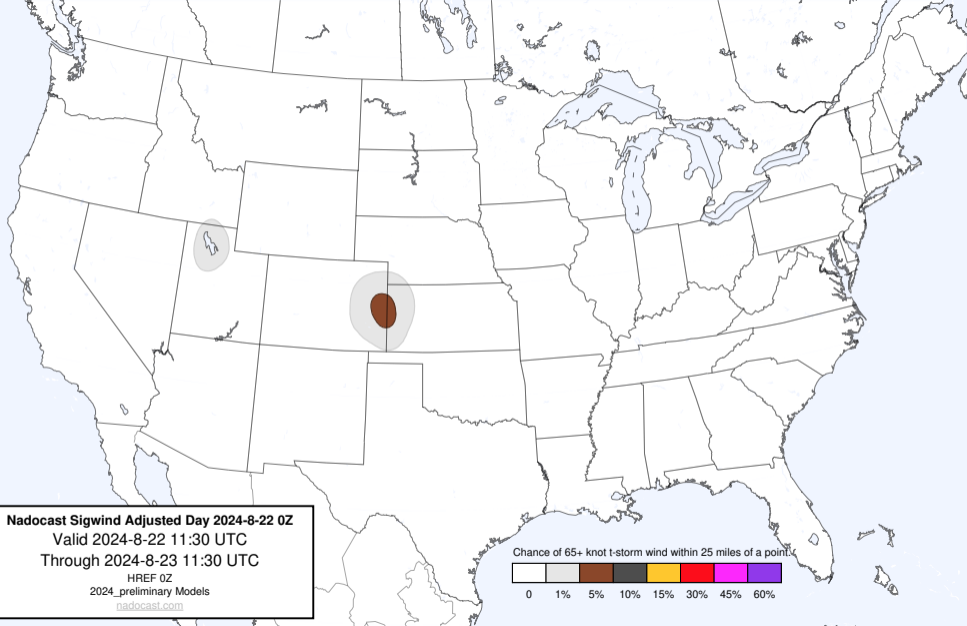 Nadocast Sigwind Adjusted Day 2024-8-22 0Z
Valid 2024-8-22 11:30 UTC
Through 2024-8-23 11:30 UTC
HREF 0Z
2024_preliminary Models
nadocast.com
Chance of 65+ knot t-storm wind within 25 miles of a point.
0 1% 5% 10% 15% 30% 45% 60%